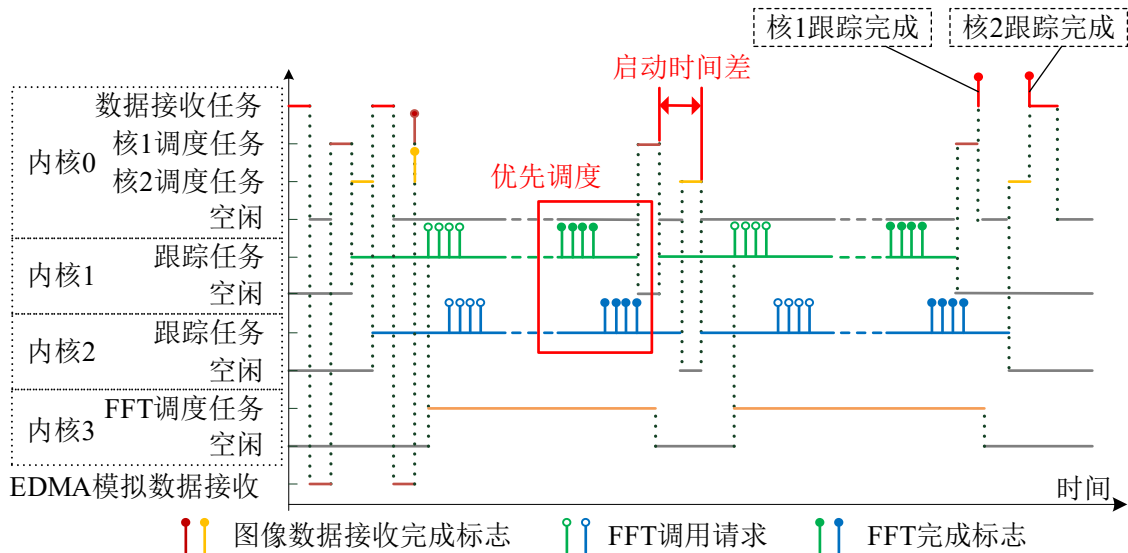 核1跟踪完成
核2跟踪完成
启动时间差
数据接收任务
内核0
核1调度任务
核2调度任务
优先调度
空闲
内核1
跟踪任务
空闲
内核2
跟踪任务
空闲
内核3
FFT调度任务
空闲
EDMA模拟数据接收
时间
图像数据接收完成标志
FFT调用请求
FFT完成标志